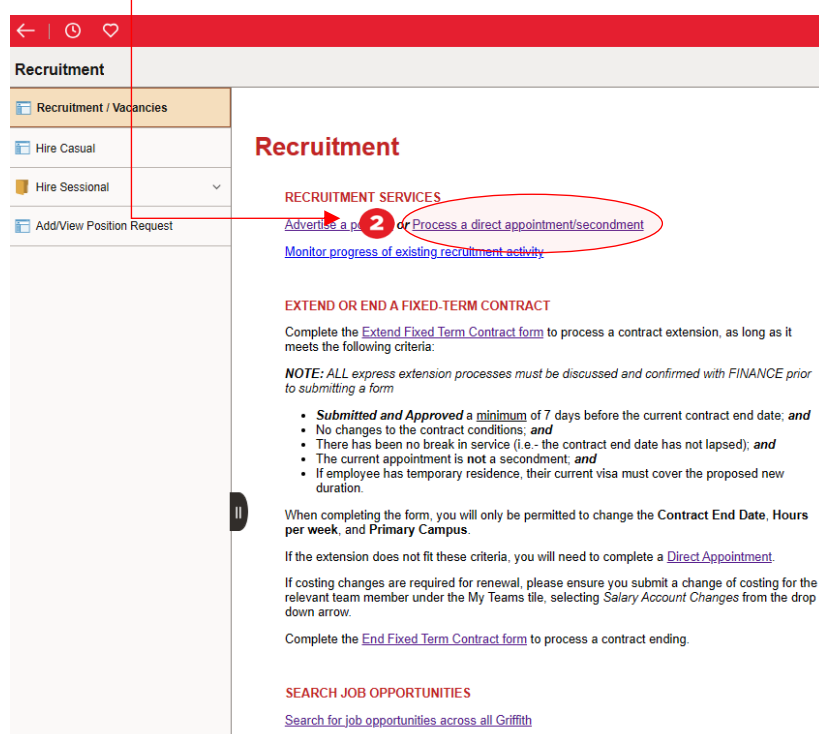 Recruitment
Recruitment / Vacancies
Hire Casual
Hire Sessional
Add/View Position Request
Recruitment
RECRUITMENT SERVICES
Advertise a 2 or Process a direct appointment/secondment
Monitor progress of existing recruitment activity
EXTEND OR END A FIXED-TERM CONTRACT
Complete the Extend Fixed Term Contract form to process a contract extension, as long as it
meets the following criteria:
NOTE: ALL express extension processes must be discussed and confirmed with FINANCE prior
to submitting a form
• Submitted and Approved a minimum of 7 days before the current contract end date; and
• No changes to the contract conditions; and
• There has been no break in service (i.e.- the contract end date has not lapsed); and
• The current appointment is not a secondment; and
• If employee has temporary residence, their current visa must cover the proposed new
duration.
When completing the form, you will only be permitted to change the Contract End Date, Hours
per week, and Primary Campus.
If the extension does not fit these criteria, you will need to complete a Direct Appointment.
If costing changes are required for renewal, please ensure you submit a change of costing for the
relevant team member under the My Teams tile, selecting Salary Account Changes from the drop
down arrow.
Complete the End Fixed Term Contract form to process a contract ending.
SEARCH JOB OPPORTUNITIES
Search for job opportunities across all Griffith